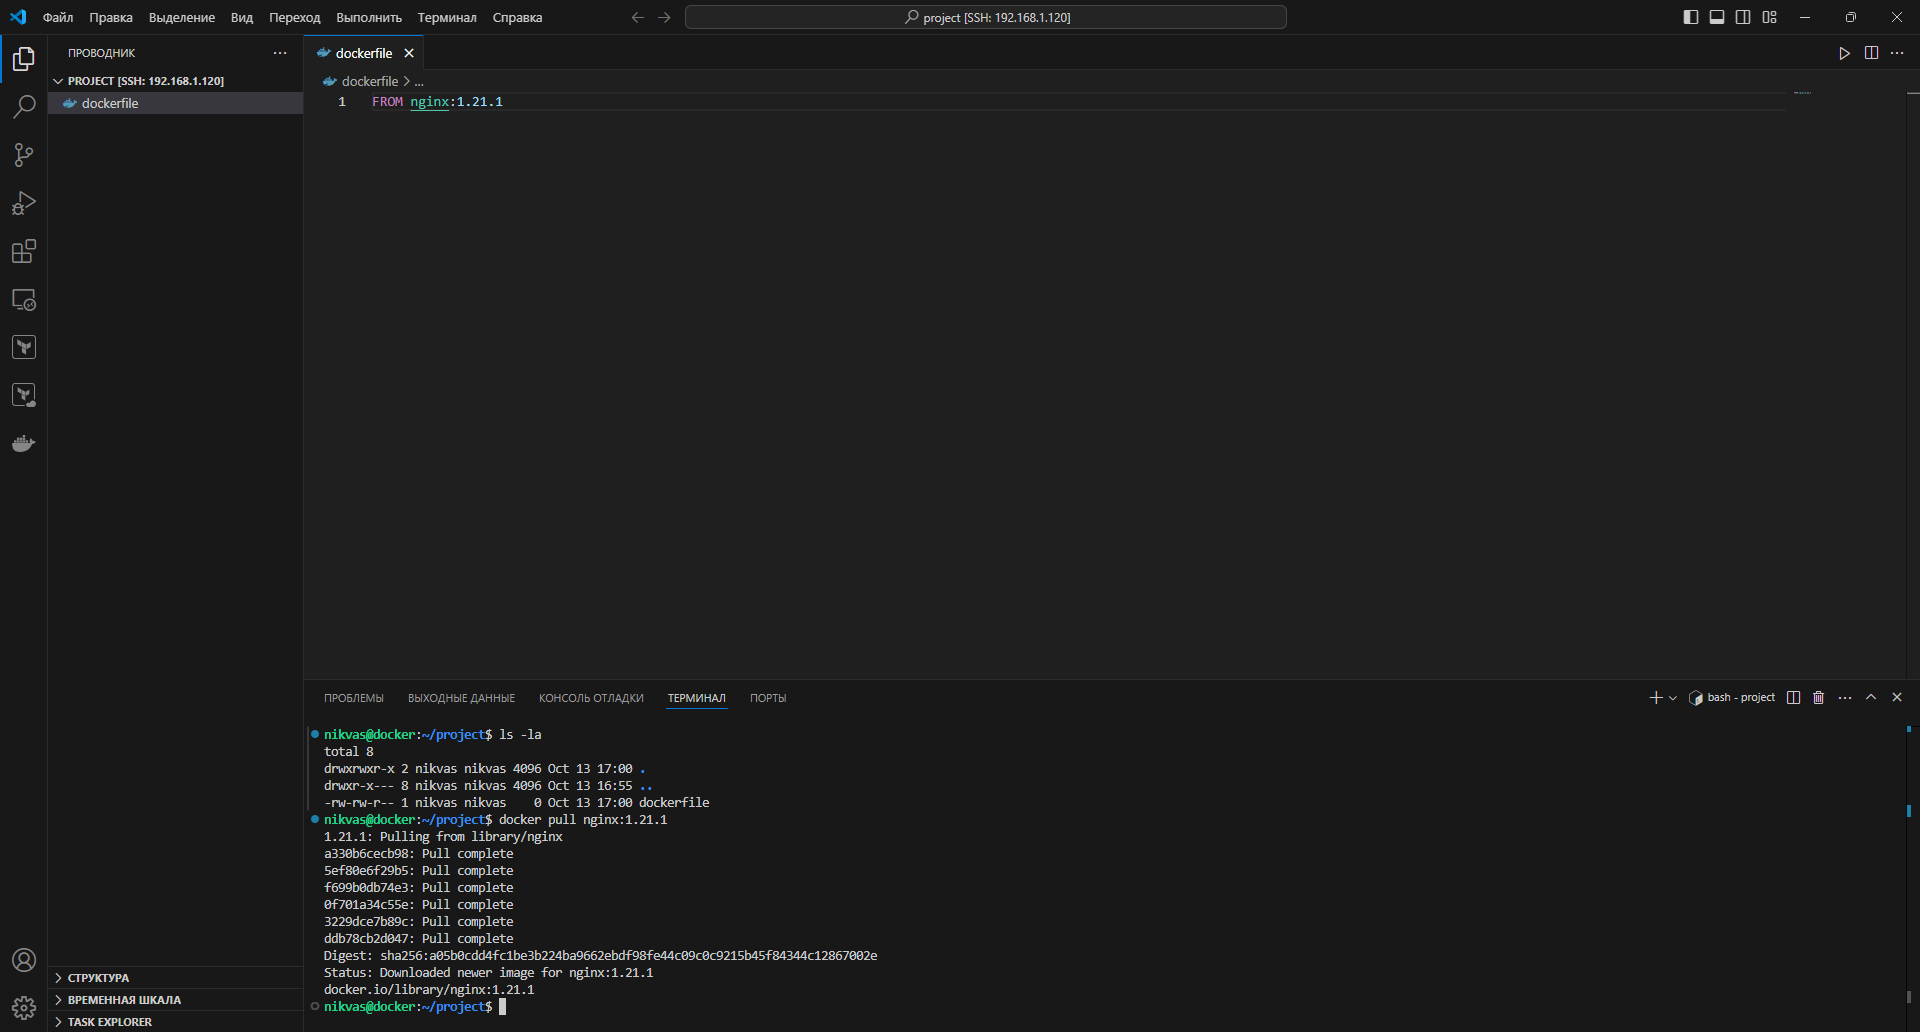 Файл Правка Выделение Вид Переход Выполнить Терминал Справка
project [SSH: 192.168.1.120]
ПРОВОДНИК
PROJECT [SSH: 192.168.1.120]
dockerfile
dockerfile
dockerfile > ...
1 FROM nginx:1.21.1
ПРОБЛЕМЫ ВЫХОДНЫЕ ДАННЫЕ КОНСОЛЬ ОТЛАДКИ ТЕРМИНАЛ ПОРТЫ
bash - project
nikvas@docker:~/project$ ls -la
total 8
drwxrwxr-x 2 nikvas nikvas 4096 Oct 13 17:00 .
drwxr-x--- 8 nikvas nikvas 4096 Oct 13 16:55 ..
-rw-rw-r-- 1 nikvas nikvas    0 Oct 13 17:00 dockerfile
nikvas@docker:~/project$ docker pull nginx:1.21.1
1.21.1: Pulling from library/nginx
a330b6cecb98: Pull complete
5ef80e6f29b5: Pull complete
f699b0db74e3: Pull complete
0f701a34c55e: Pull complete
3229dce7b89c: Pull complete
ddb78cb2d047: Pull complete
Digest: sha256:a05b0cdd4fc1be3b224ba9662ebdf98fe44c09c0c9215b45f84344c12867002e
Status: Downloaded newer image for nginx:1.21.1
docker.io/library/nginx:1.21.1
nikvas@docker:~/project$
СТРУКТУРА
ВРЕМЕННАЯ ШКАЛА
TASK EXPLORER